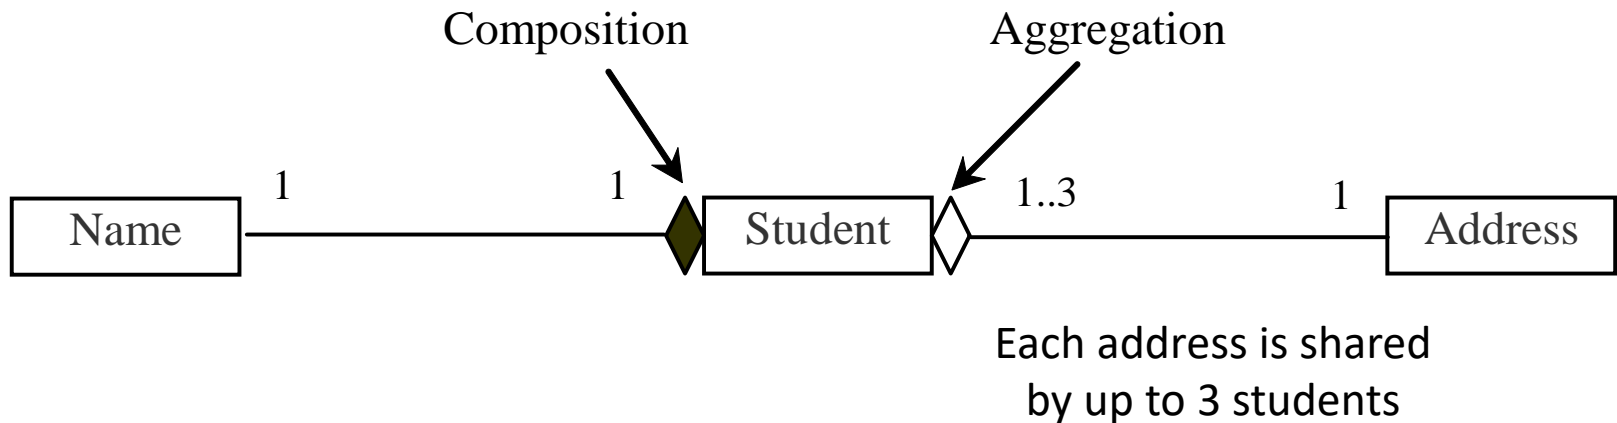 Composition
Aggregation
1
1
1..3
1
Name
Student
Address
Each address is shared
by up to 3 students